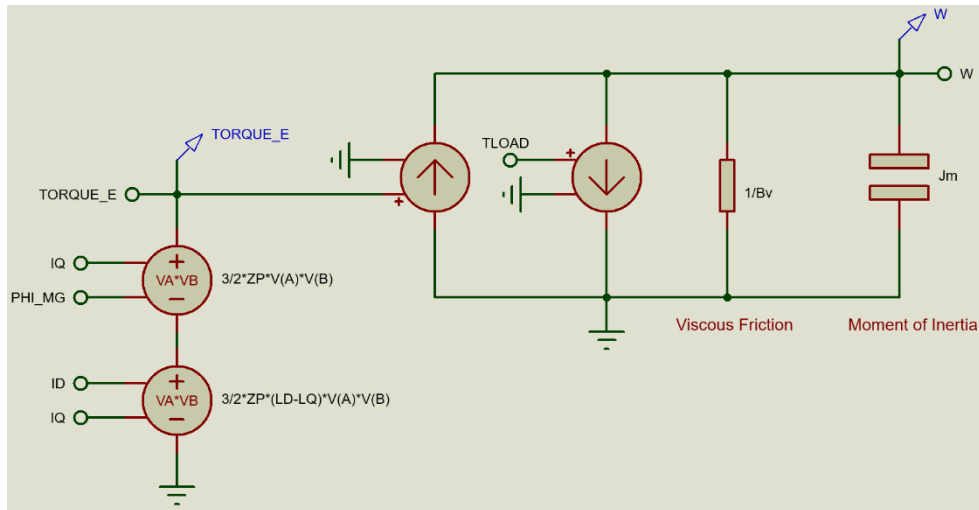 W
W
TORQUE_E
TLOAD
+
TORQUE_E
+
1/Bv
Jm
IQ
+
VA*VB
3/2*ZP*V(A)*V(B)
PHI_MG
−
Viscous Friction
Moment of Inertia
ID
+
VA*VB
3/2*ZP*(LD-LQ)*V(A)*V(B)
IQ
−